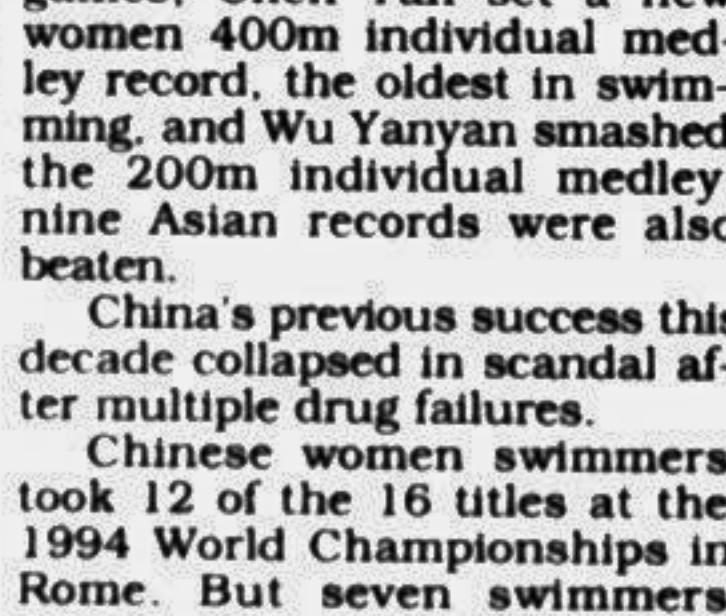 women 400m individual med-
ley record, the oldest in swim-
ming, and Wu Yanyan smashed
the 200m individual medley
nine Asian records were also
beaten.
China's previous success this
decade collapsed in scandal af-
ter multiple drug failures.
Chinese women swimmers
took 12 of the 16 titles at the
1994 World Championships in
Rome. But seven swimmers